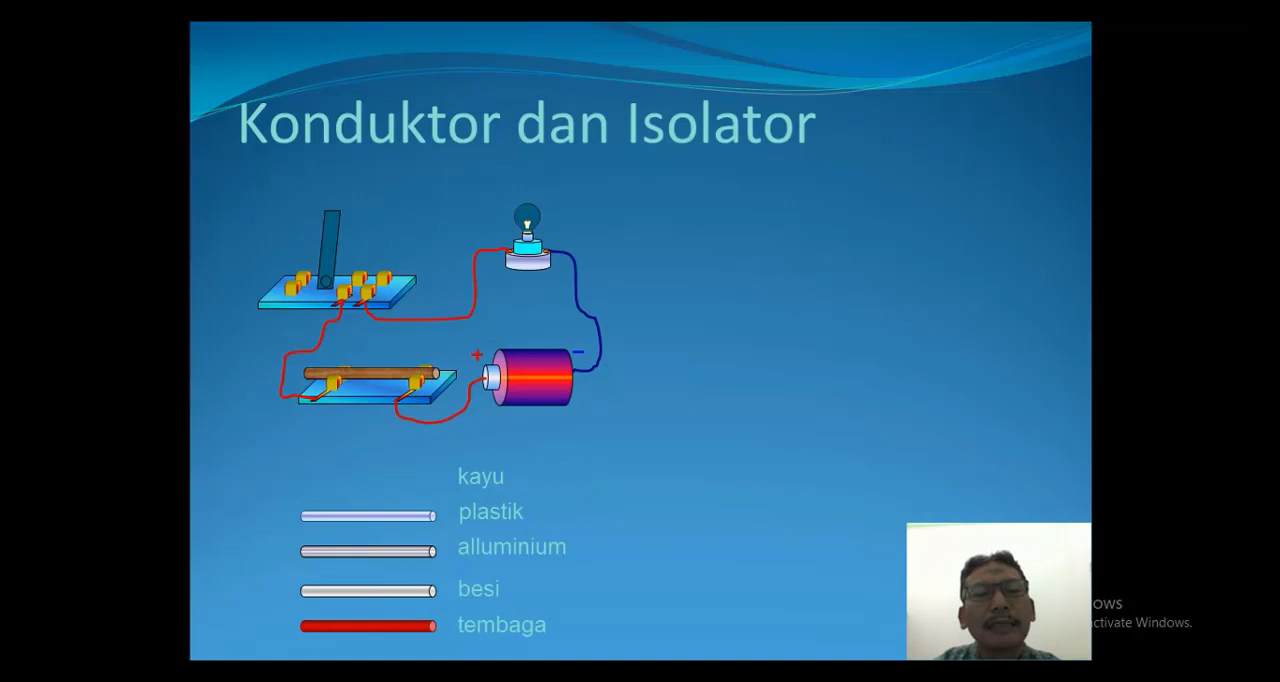 Konduktor dan Isolator
+
−
kayu
plastik
alluminium
besi
tembaga
ows
ctivate Windows.